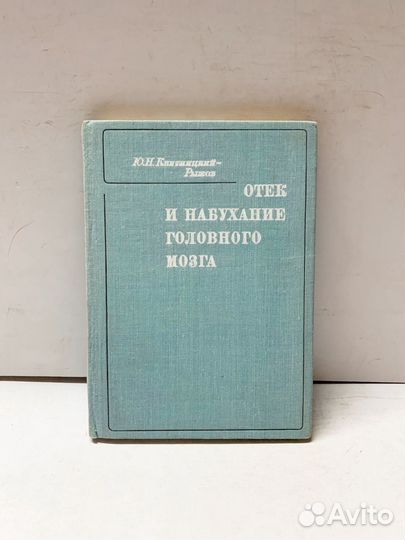 Ю.Н. Квитницкий-
Рыжов
ОТЕК
И НАБУХАНИЕ
ГОЛОВНОГО
МОЗГА
Avito